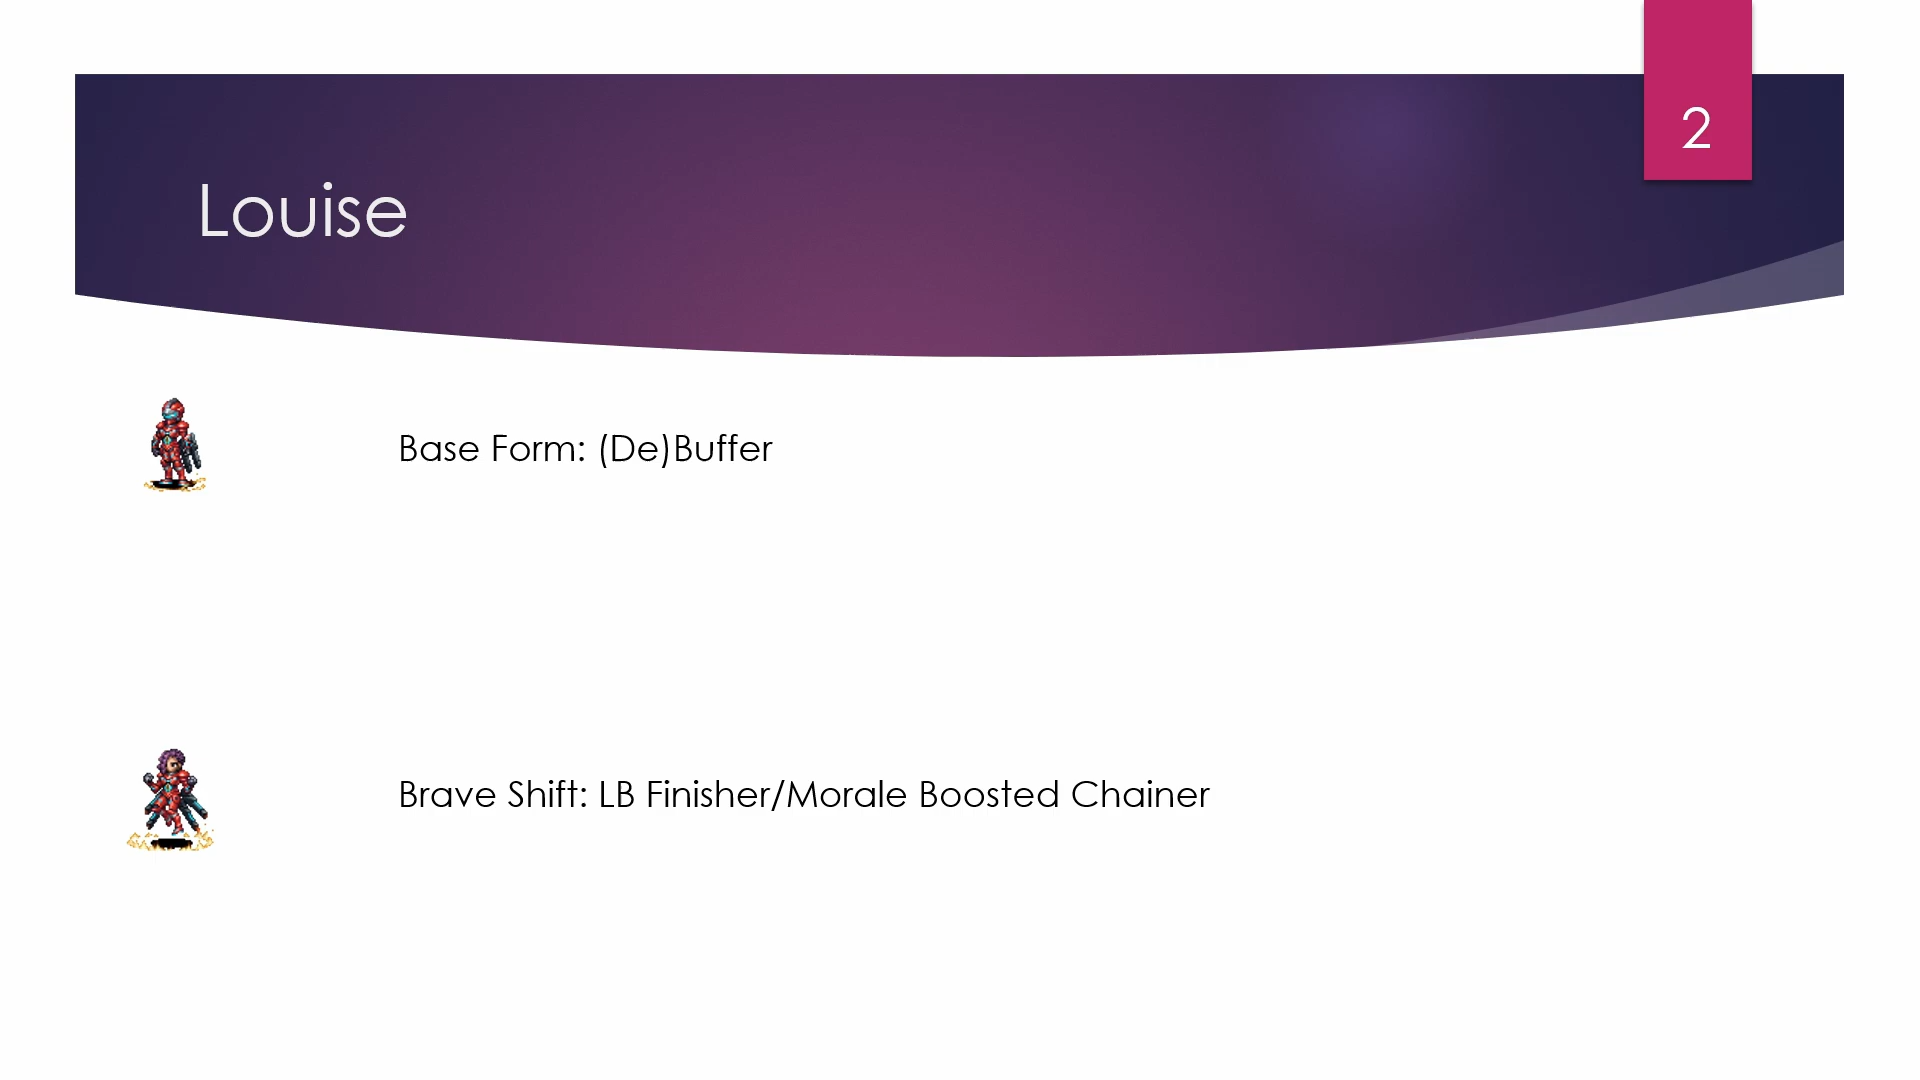 2
Louise
Base Form: (De)Buffer
Brave Shift: LB Finisher/Morale Boosted Chainer